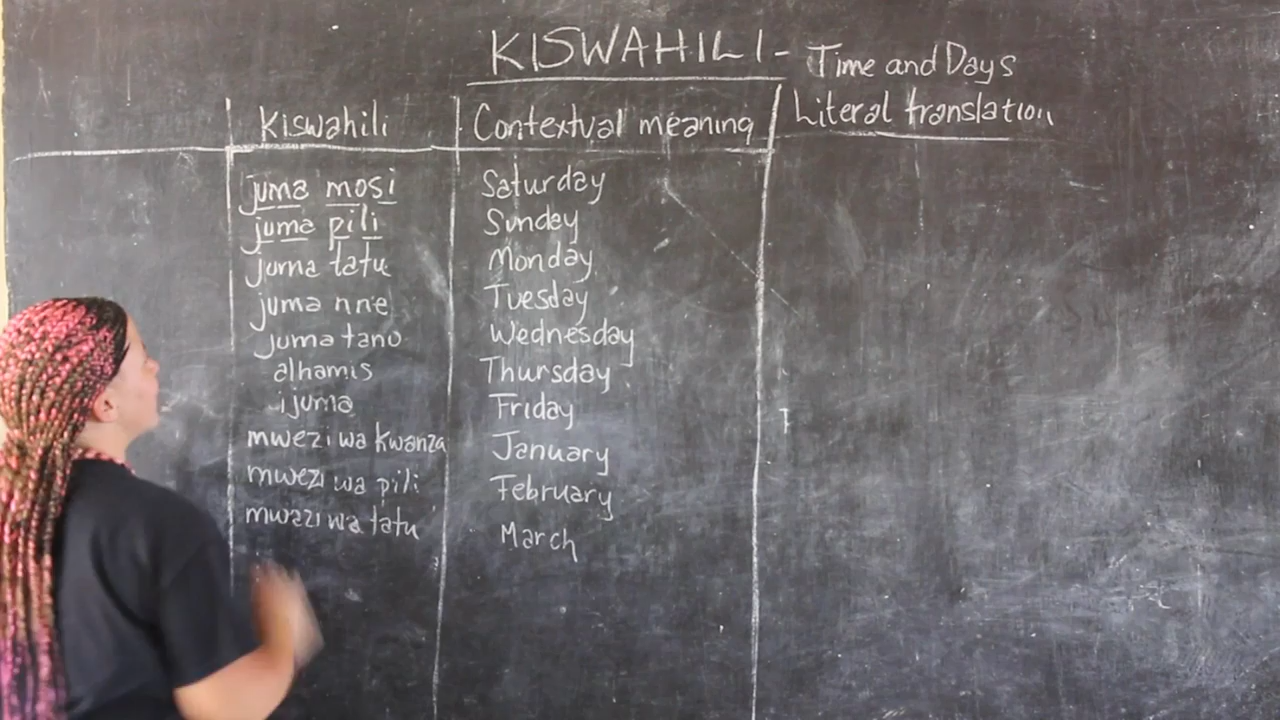 KISWAHILI - Time and Days
Kiswahili Contextual meaning Literal translation
juma mosi Saturday
juma pili Sunday
juma tatu Monday
juma nne Tuesday
juma tano Wednesday
alhamis Thursday
ijuma Friday
mwezi wa kwanza January
mwezi wa pili February
mwazi wa tatu March